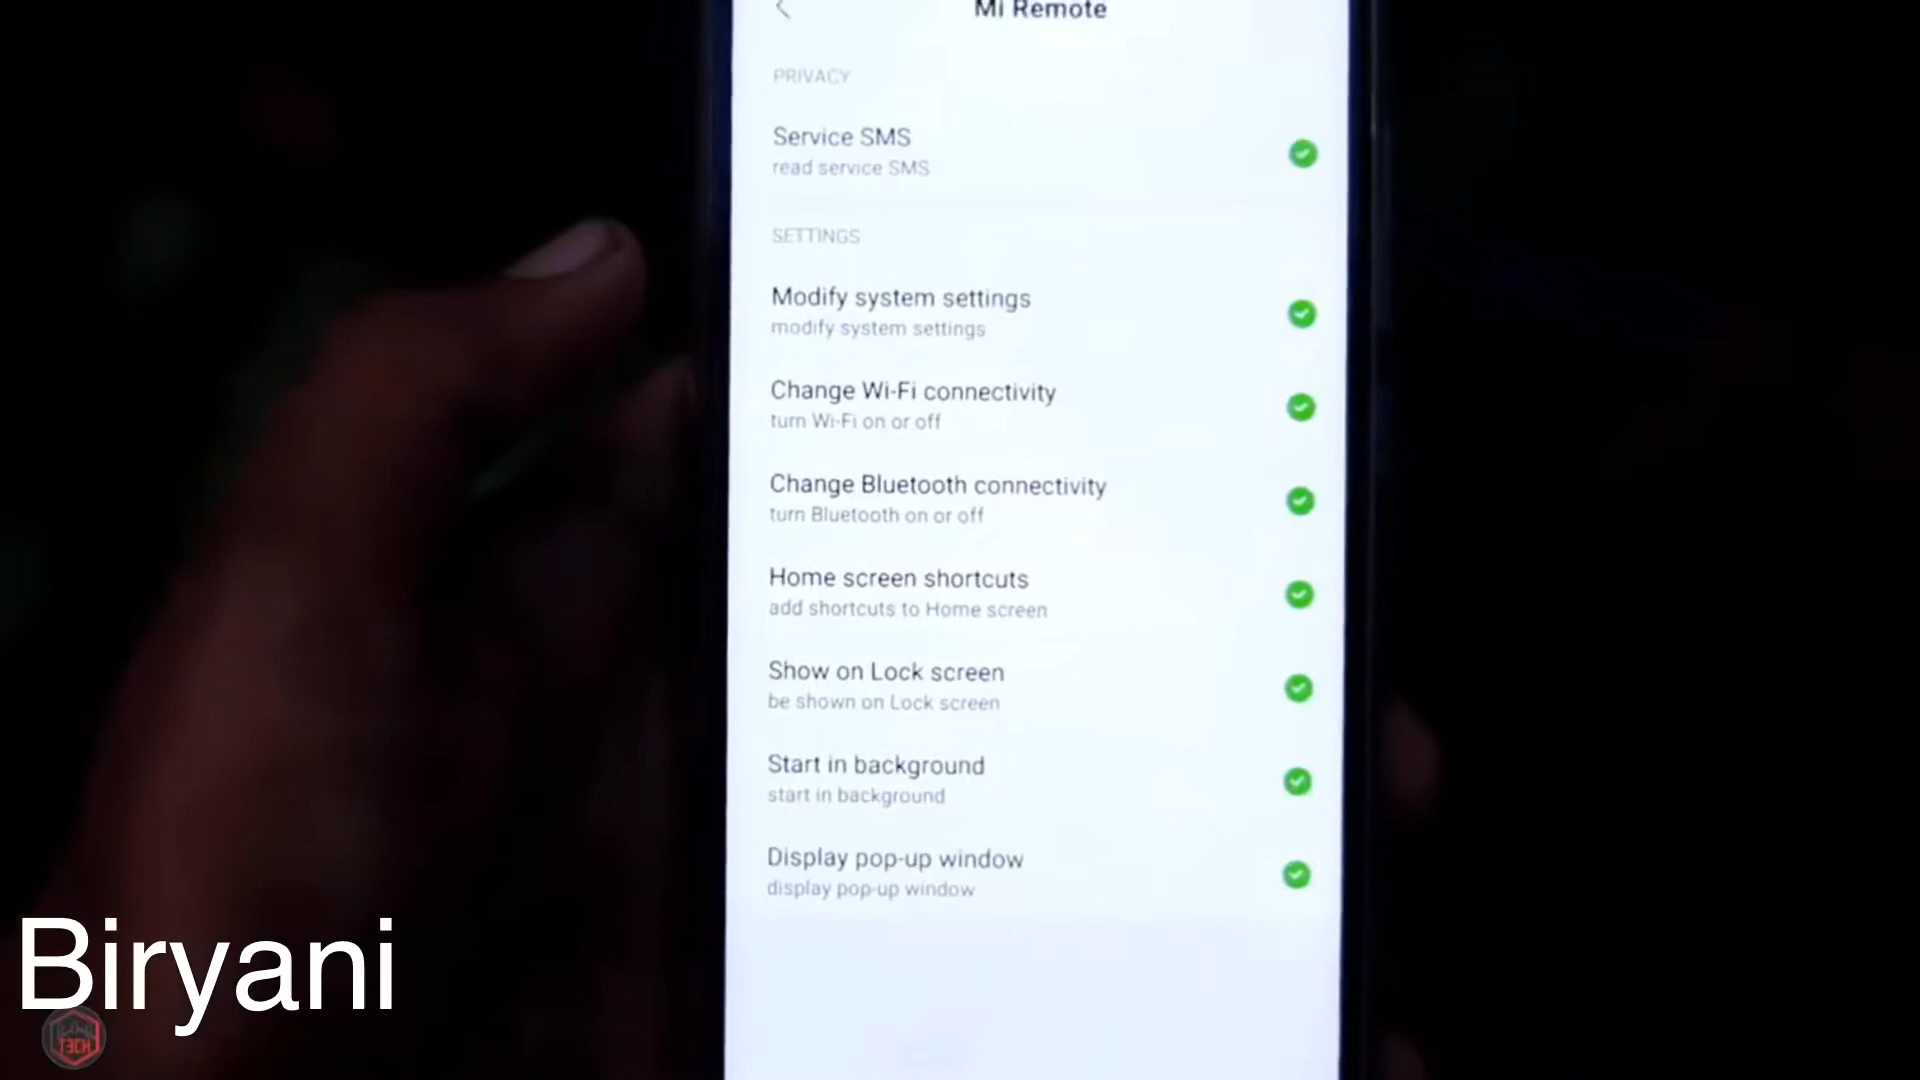 Mi Remote
PRIVACY
Service SMS
read service SMS
SETTINGS
Modify system settings
modify system settings
Change Wi-Fi connectivity
turn Wi-Fi on or off
Change Bluetooth connectivity
turn Bluetooth on or off
Home screen shortcuts
add shortcuts to Home screen
Show on Lock screen
be shown on Lock screen
Start in background
start in background
Display pop-up window
display pop-up window
Biryani
T3CH